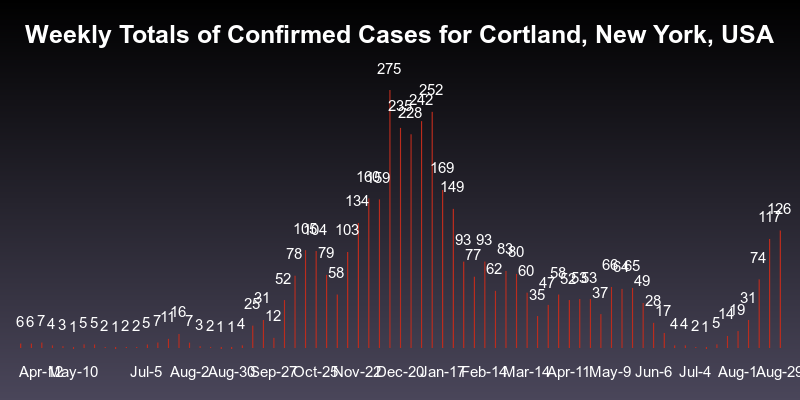 Weekly Totals of Confirmed Cases for Cortland, New York, USA
275
235 228 242 252
160 159 169
134 149
105 104 103
78 79 58 52 25 31 12
93 77 93 62 83 80 60 35 47 58 52 53 53 37 66 64 65 49 28 17
6 6 7 4 3 1 5 5 2 1 2 2 5 7 11 16 7 3 2 1 1 4
4 4 2 1 5 14 19 31 74 117 126
Apr-12 May-10 Jul-5 Aug-2 Aug-30 Sep-27 Oct-25 Nov-22 Dec-20 Jan-17 Feb-14 Mar-14 Apr-11 May-9 Jun-6 Jul-4 Aug-1 Aug-29